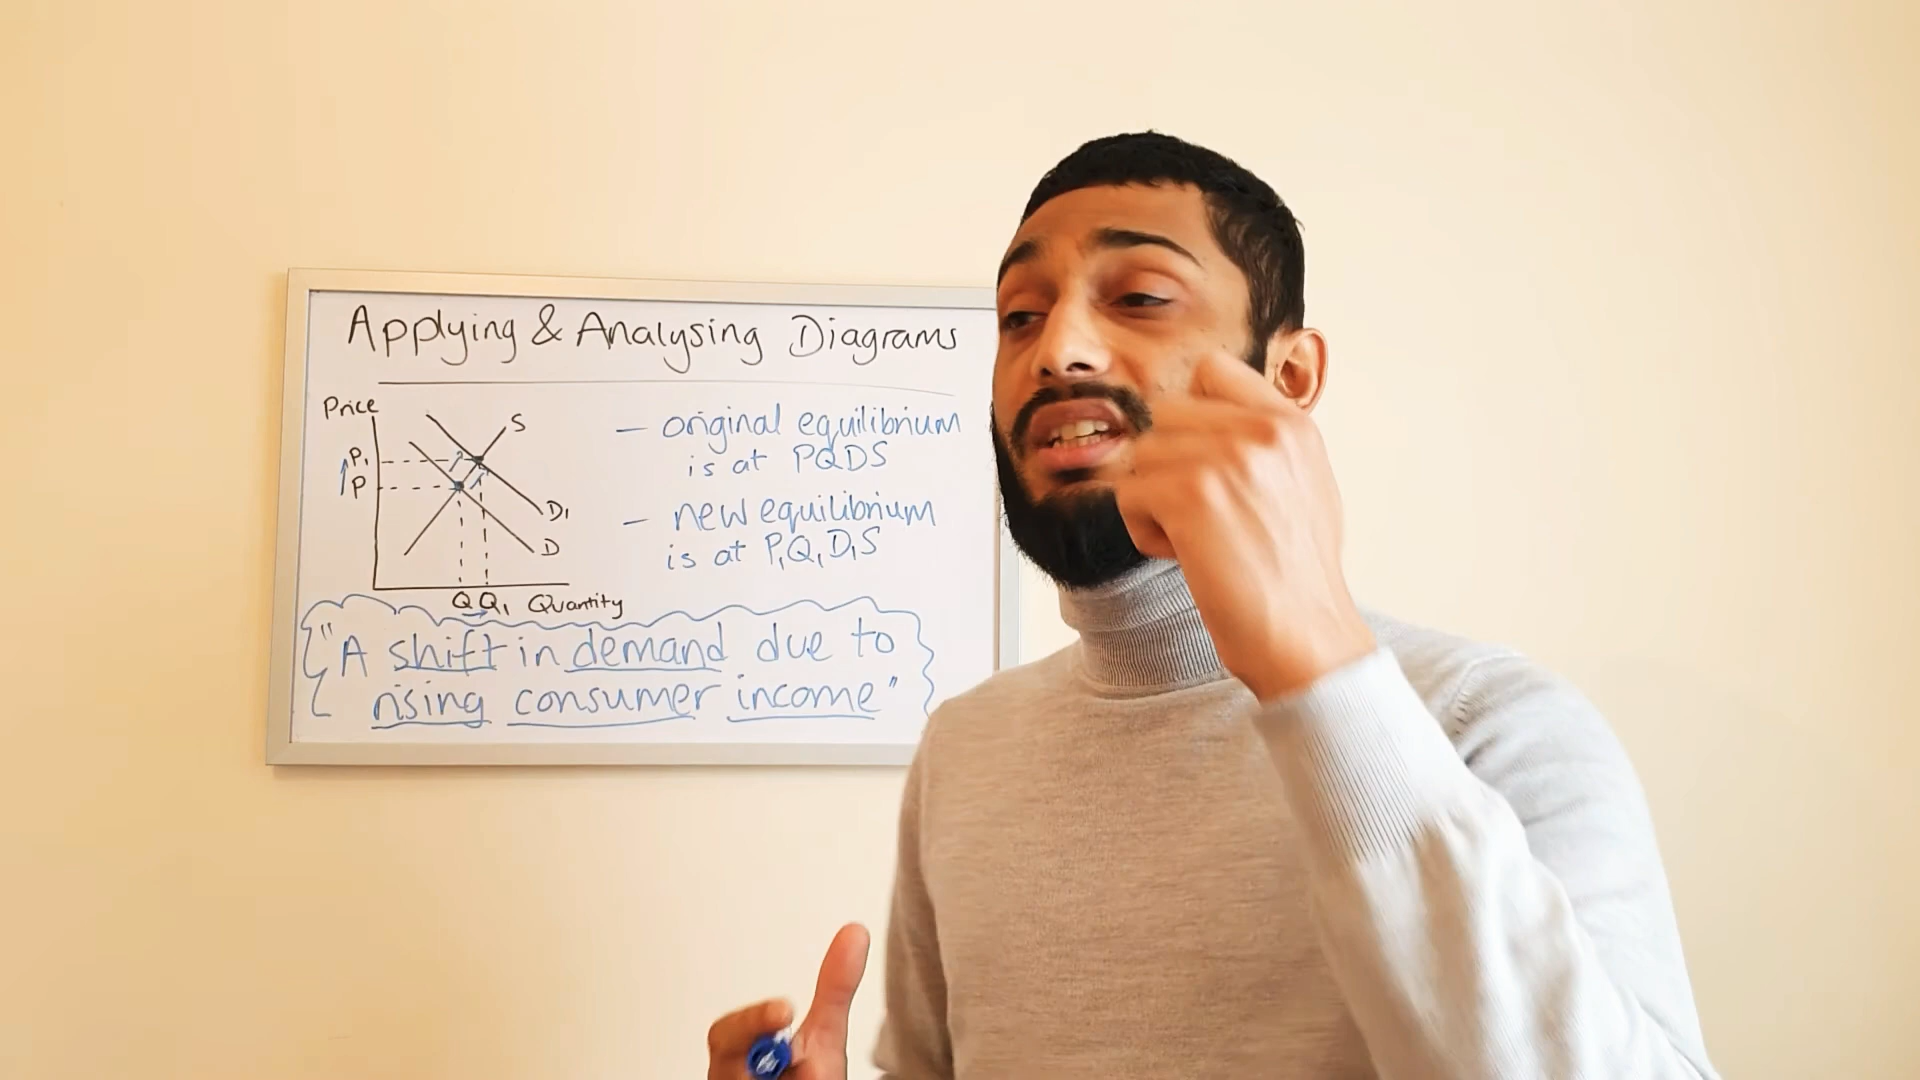 Applying & Analysing Diagrams
Price
S
P₁
P
D₁
D
Q Q₁ Quantity
– original equilibrium
is at PQDS
– new equilibrium
is at P₁Q₁D₁S
"A shift in demand due to
rising consumer income"